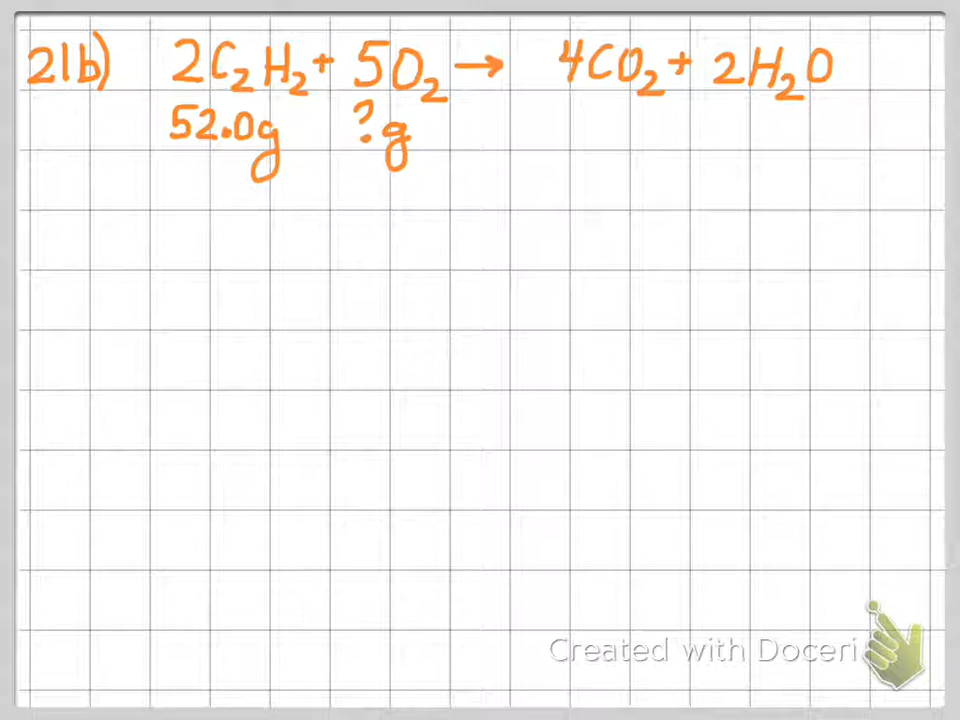 21b) 2C₂H₂ + 5O₂ → 4CO₂ + 2H₂O
52.0g ?g
Created with Doceri